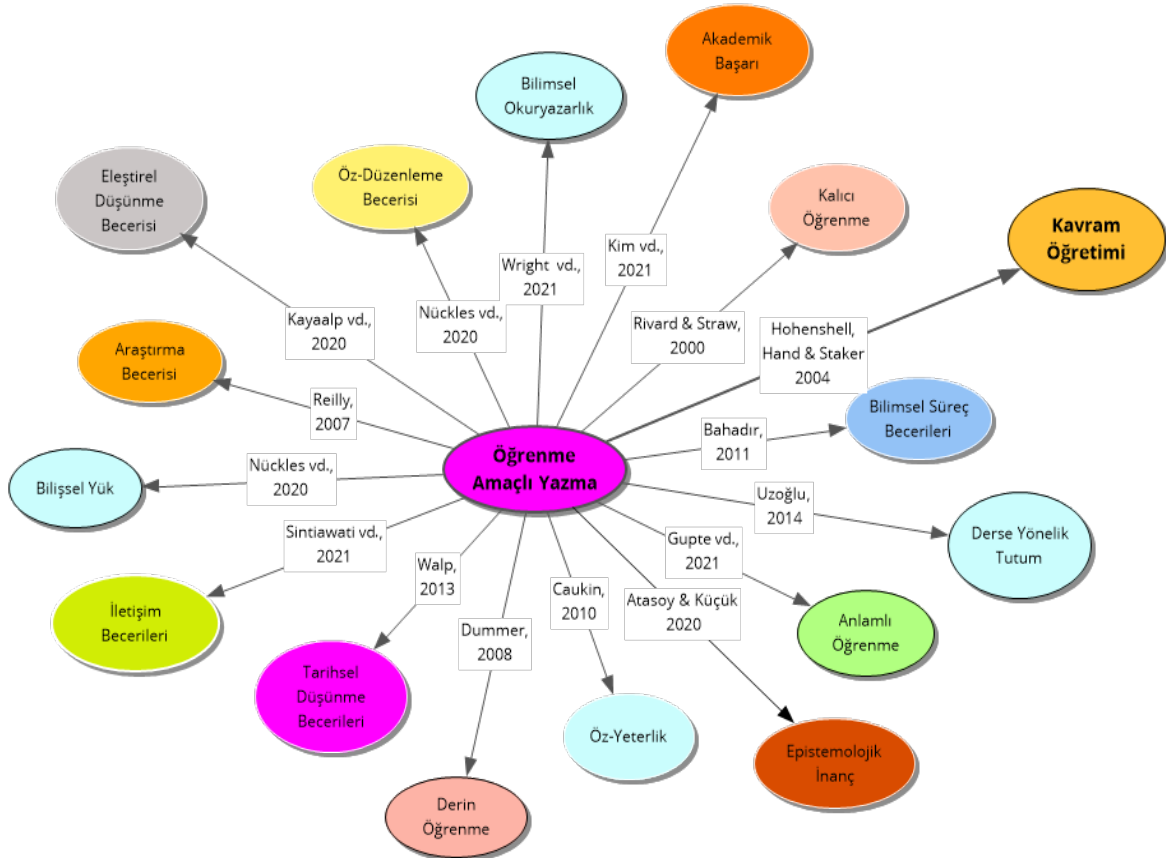 Akademik
Başarı
Bilimsel
Okuryazarlık
Eleştirel
Düşünme
Becerisi
Öz-Düzenleme
Becerisi
Kalıcı
Öğrenme
Kavram
Öğretimi
Wright vd.,
2021
Kim vd.,
2021
Kayaalp vd.,
2020
Nückles vd.,
2020
Rivard & Straw,
2000
Hohenshell,
Hand & Staker
2004
Araştırma
Becerisi
Reilly,
2007
Bilimsel Süreç
Becerileri
Bahadır,
2011
Öğrenme
Amaçlı Yazma
Bilişsel Yük
Nückles vd.,
2020
Uzoğlu,
2014
Derse Yönelik
Tutum
Sintiawati vd.,
2021
Gupte vd.,
2021
Walp,
2013
Caukin,
2010
Atasoy & Küçük
2020
İletişim
Becerileri
Dummer,
2008
Anlamlı
Öğrenme
Tarihsel
Düşünme
Becerileri
Öz-Yeterlik
Epistemolojik
İnanç
Derin
Öğrenme